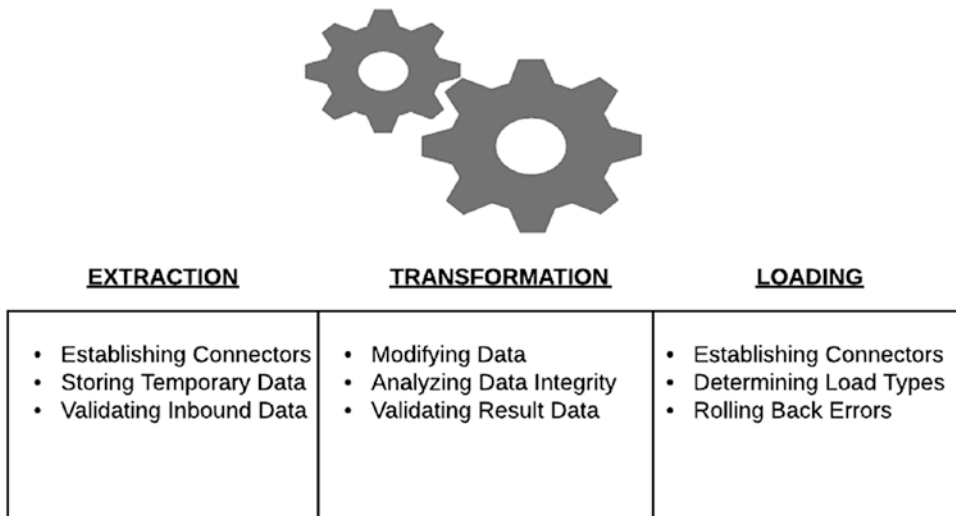 EXTRACTION
TRANSFORMATION
LOADING
• Establishing Connectors
• Storing Temporary Data
• Validating Inbound Data
• Modifying Data
• Analyzing Data Integrity
• Validating Result Data
• Establishing Connectors
• Determining Load Types
• Rolling Back Errors